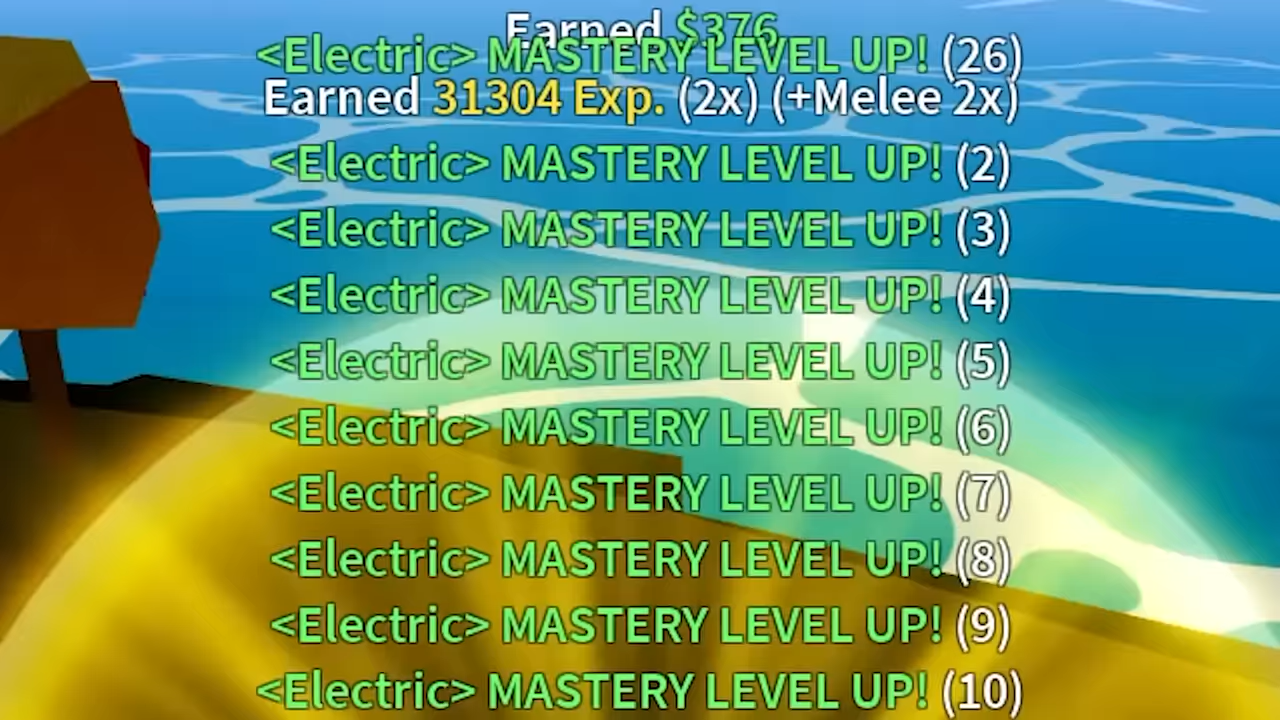 Earned $376
<Electric> MASTERY LEVEL UP! (26)
Earned 31304 Exp. (2x) (+Melee 2x)
<Electric> MASTERY LEVEL UP! (2)
<Electric> MASTERY LEVEL UP! (3)
<Electric> MASTERY LEVEL UP! (4)
<Electric> MASTERY LEVEL UP! (5)
<Electric> MASTERY LEVEL UP! (6)
<Electric> MASTERY LEVEL UP! (7)
<Electric> MASTERY LEVEL UP! (8)
<Electric> MASTERY LEVEL UP! (9)
<Electric> MASTERY LEVEL UP! (10)